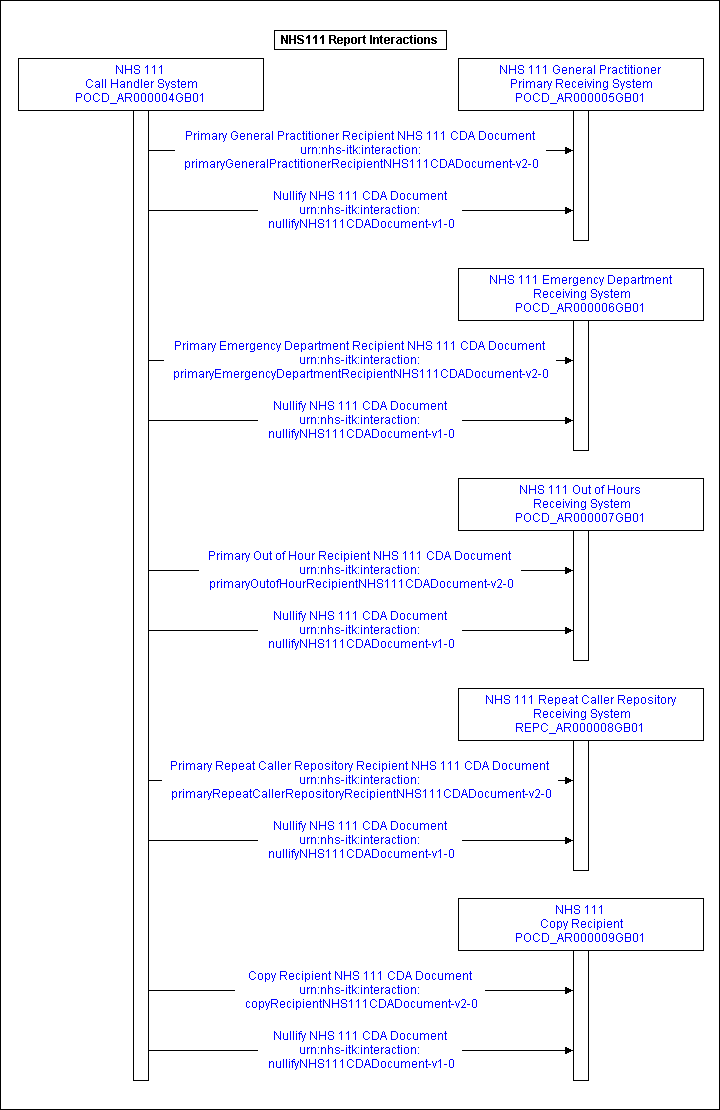 NHS111 Report Interactions
NHS 111
Call Handler System
POCD_AR000004GB01
NHS 111 General Practitioner
Primary Receiving System
POCD_AR000005GB01
Primary General Practitioner Recipient NHS 111 CDA Document
urn:nhs-itk:interaction:
primaryGeneralPractitionerRecipientNHS111CDADocument-v2-0
Nullify NHS 111 CDA Document
urn:nhs-itk:interaction:
nullifyNHS111CDADocument-v1-0
NHS 111 Emergency Department
Receiving System
POCD_AR000006GB01
Primary Emergency Department Recipient NHS 111 CDA Document
urn:nhs-itk:interaction:
primaryEmergencyDepartmentRecipientNHS111CDADocument-v2-0
Nullify NHS 111 CDA Document
urn:nhs-itk:interaction:
nullifyNHS111CDADocument-v1-0
NHS 111 Out of Hours
Receiving System
POCD_AR000007GB01
Primary Out of Hour Recipient NHS 111 CDA Document
urn:nhs-itk:interaction:
primaryOutofHourRecipientNHS111CDADocument-v2-0
Nullify NHS 111 CDA Document
urn:nhs-itk:interaction:
nullifyNHS111CDADocument-v1-0
NHS 111 Repeat Caller Repository
Receiving System
REPC_AR000008GB01
Primary Repeat Caller Repository Recipient NHS 111 CDA Document
urn:nhs-itk:interaction:
primaryRepeatCallerRepositoryRecipientNHS111CDADocument-v2-0
Nullify NHS 111 CDA Document
urn:nhs-itk:interaction:
nullifyNHS111CDADocument-v1-0
NHS 111
Copy Recipient
POCD_AR000009GB01
Copy Recipient NHS 111 CDA Document
urn:nhs-itk:interaction:
copyRecipientNHS111CDADocument-v2-0
Nullify NHS 111 CDA Document
urn:nhs-itk:interaction:
nullifyNHS111CDADocument-v1-0